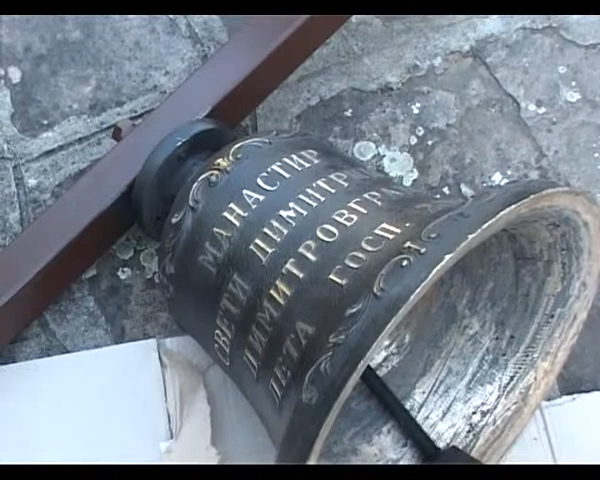 МАНАСТИР
СВЕТИ ДИМИТР
ДИМИТРОВГРА
ЛЕТА ГОСП.